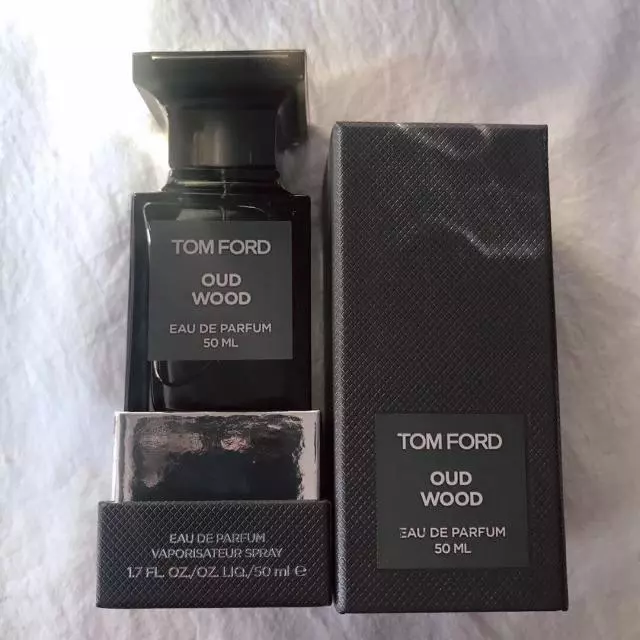 TOM FORD
OUD
WOOD
EAU DE PARFUM
50 ML
EAU DE PARFUM
VAPORISATEUR SPRAY
1.7 FL. OZ./OZ. LIQ./50 ml ℮
TOM FORD
OUD
WOOD
EAU DE PARFUM
50 ML